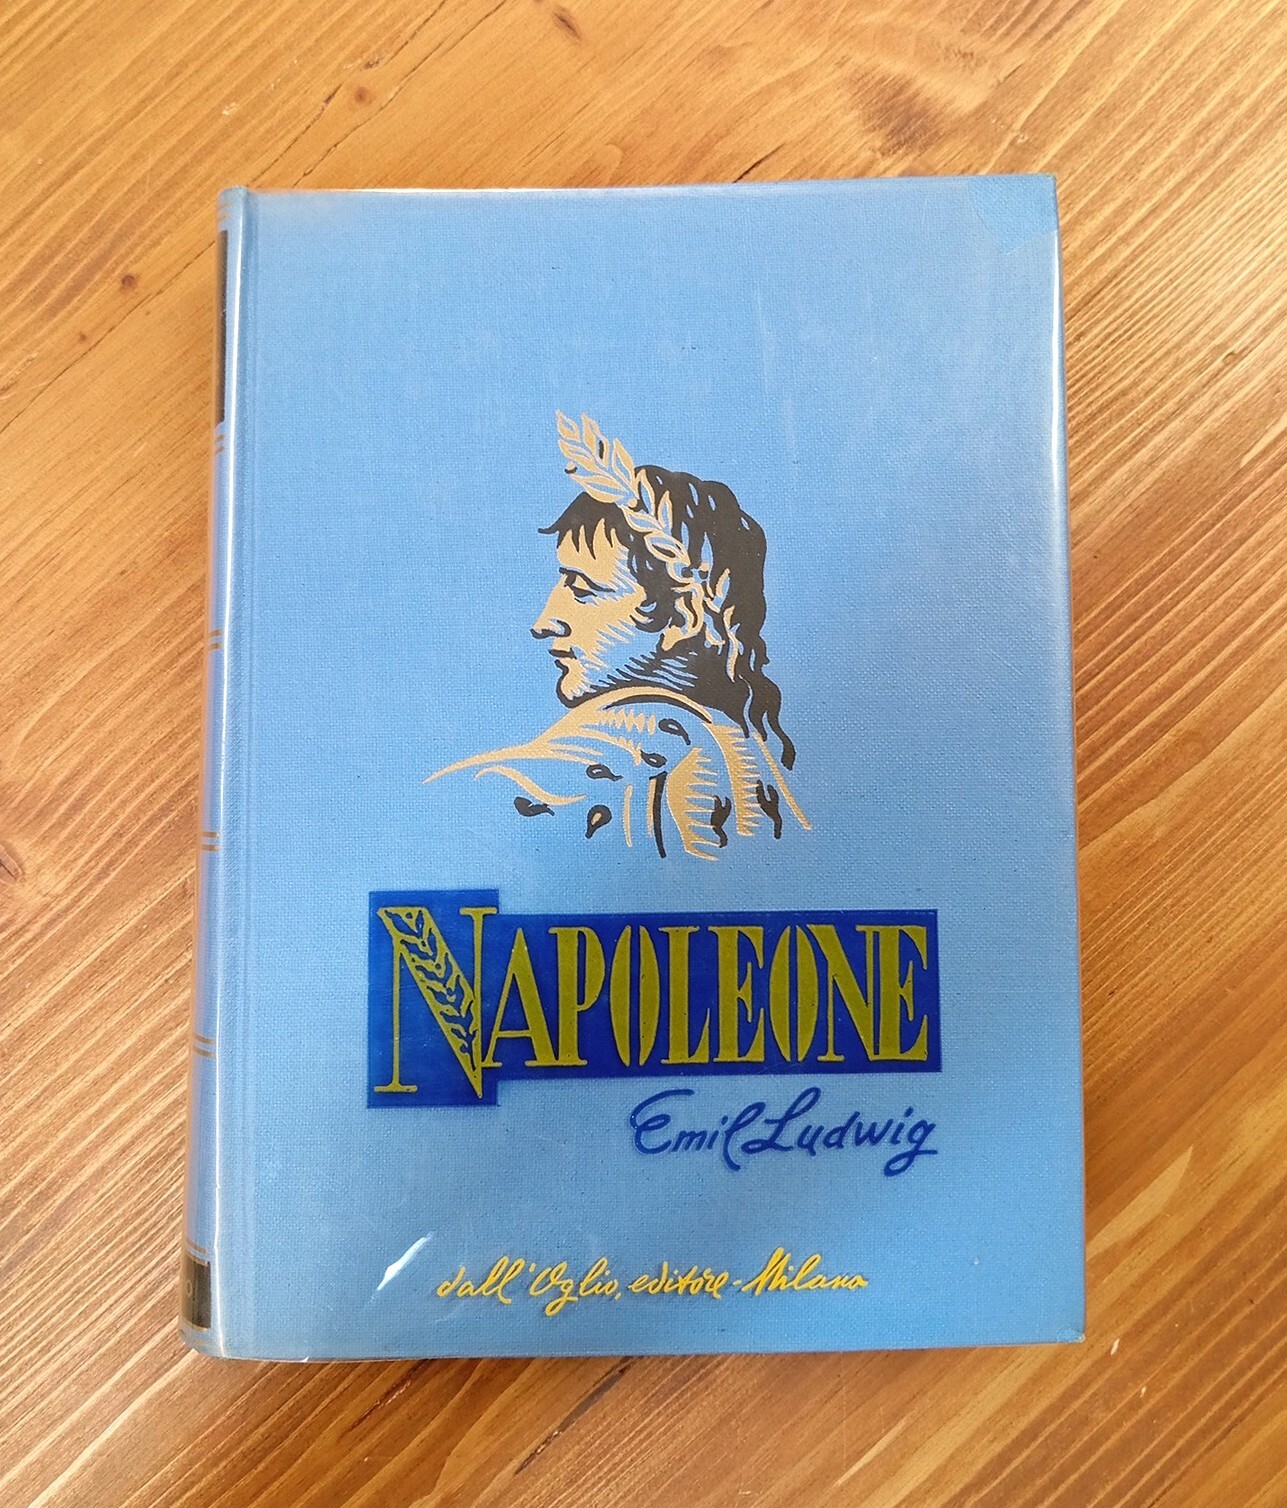 NAPOLEONE
Emil Ludwig
dall'Oglio, editore - Milano